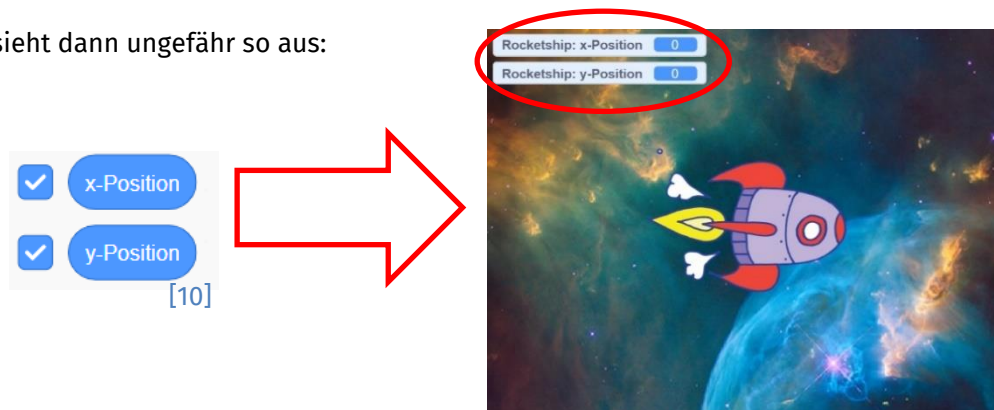 sieht dann ungefähr so aus:
Rocketship: x-Position 0
Rocketship: y-Position 0
x-Position
y-Position
[10]